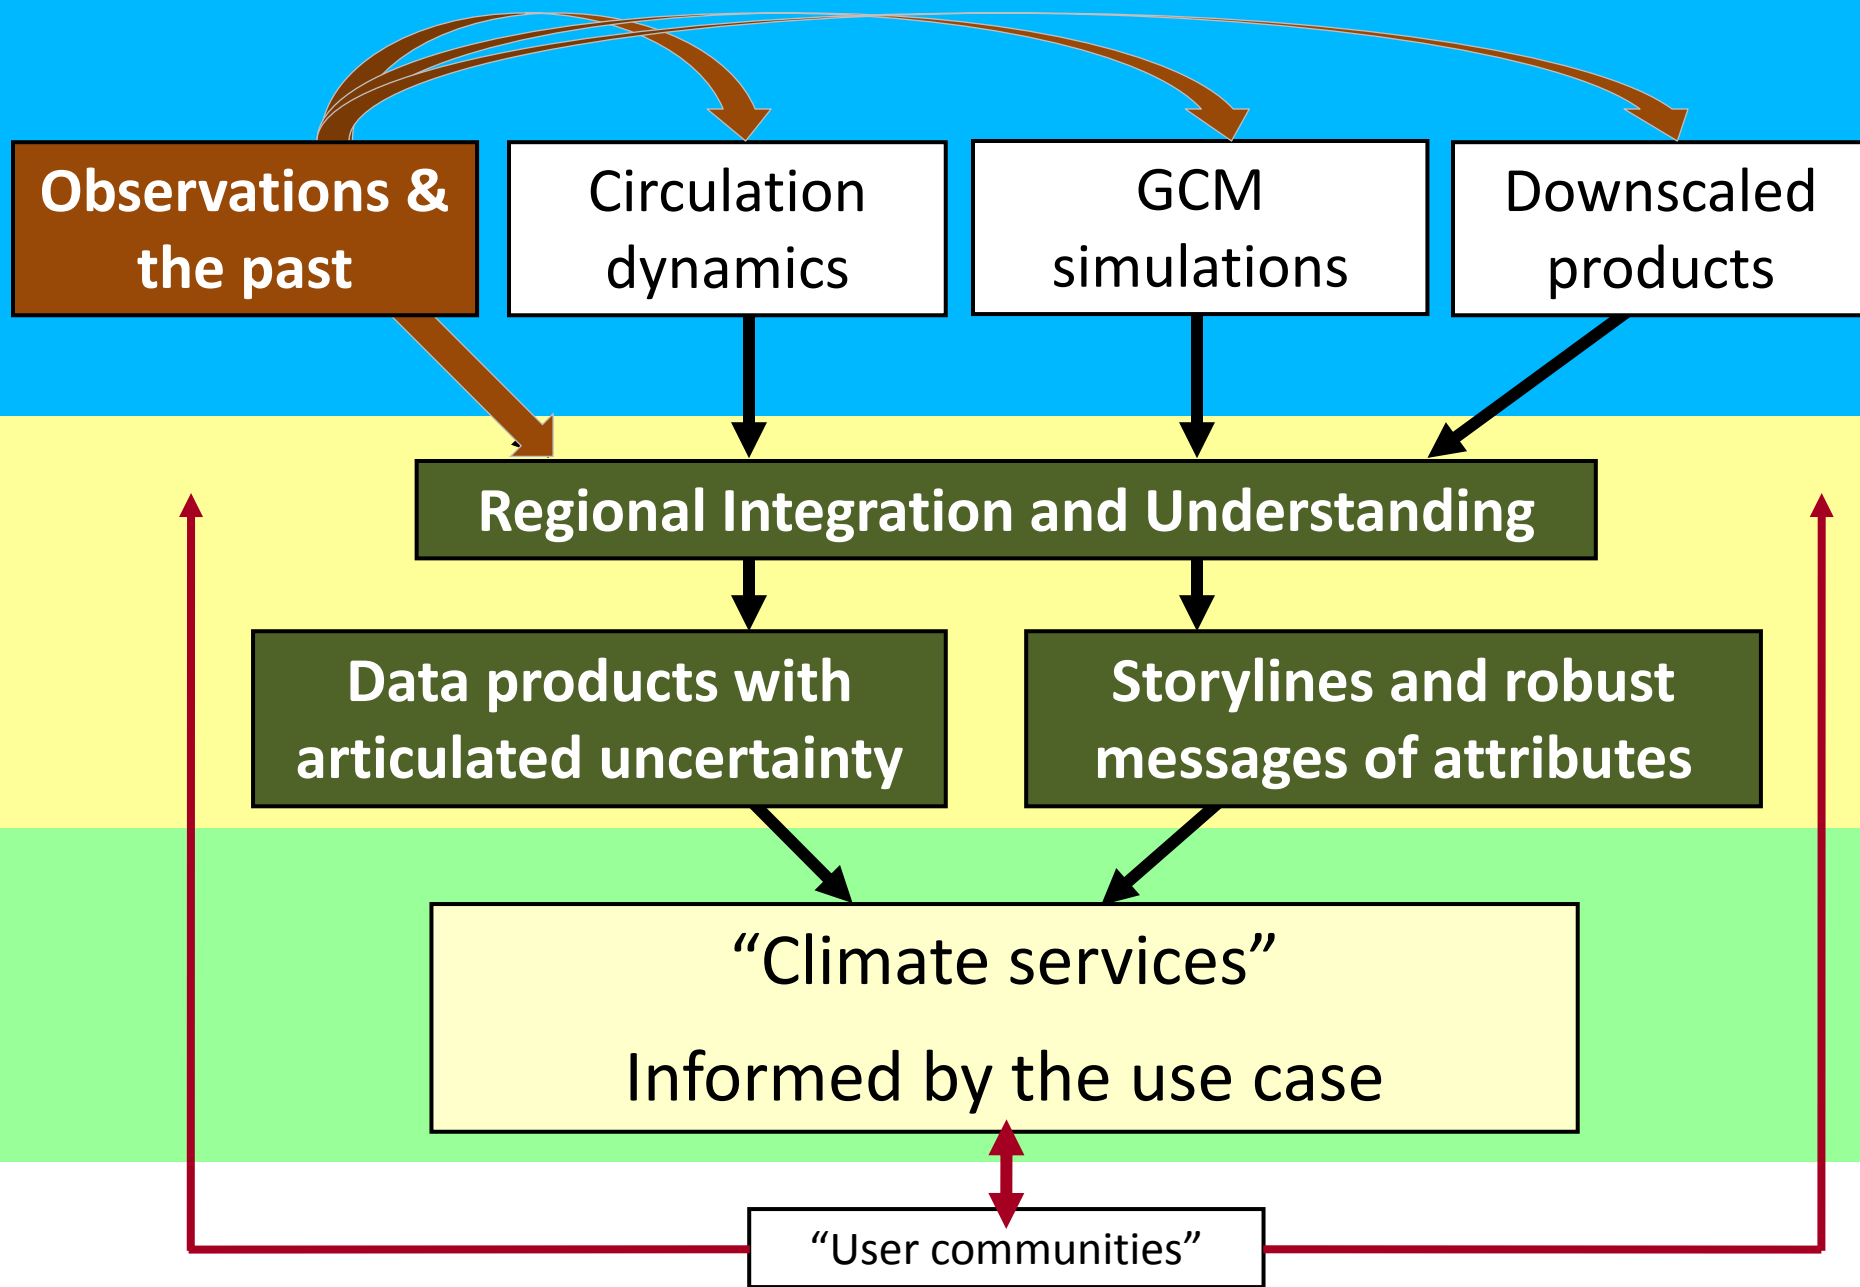 Observations &
the past
Circulation
dynamics
GCM
simulations
Downscaled
products
Regional Integration and Understanding
Data products with
articulated uncertainty
Storylines and robust
messages of attributes
“Climate services”
Informed by the use case
“User communities”